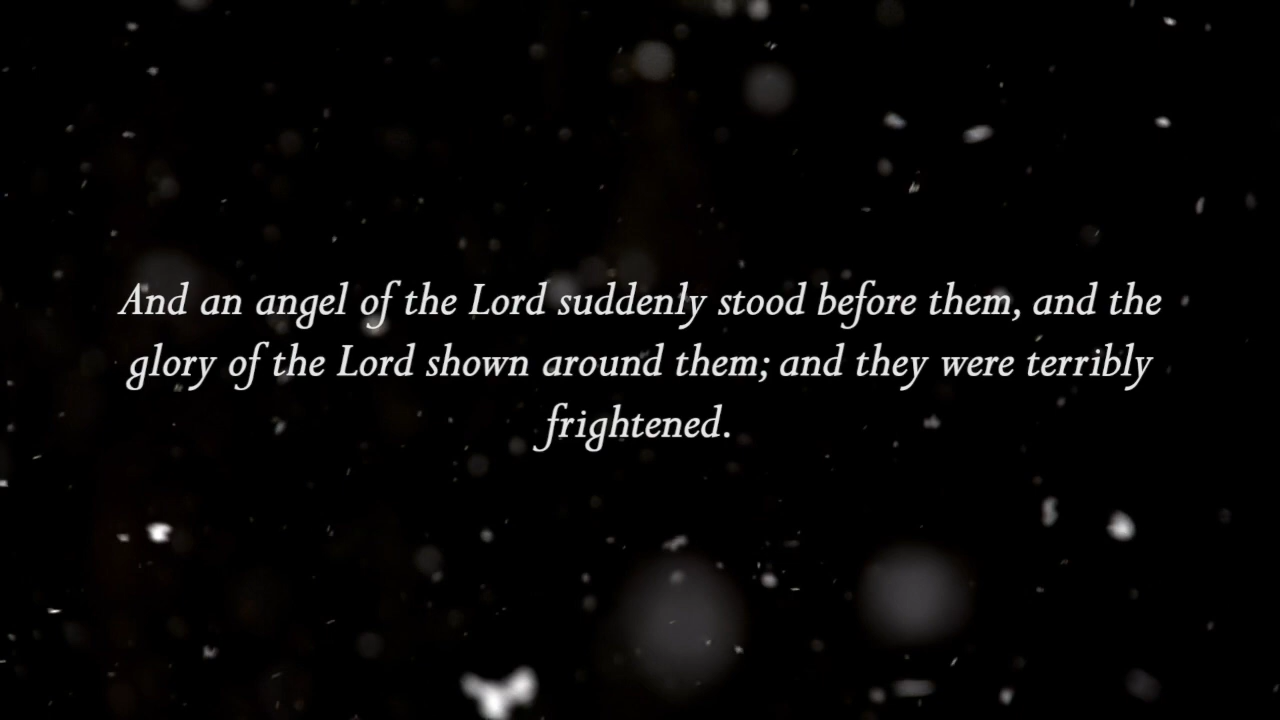 And an angel of the Lord suddenly stood before them, and the
glory of the Lord shown around them; and they were terribly
frightened.